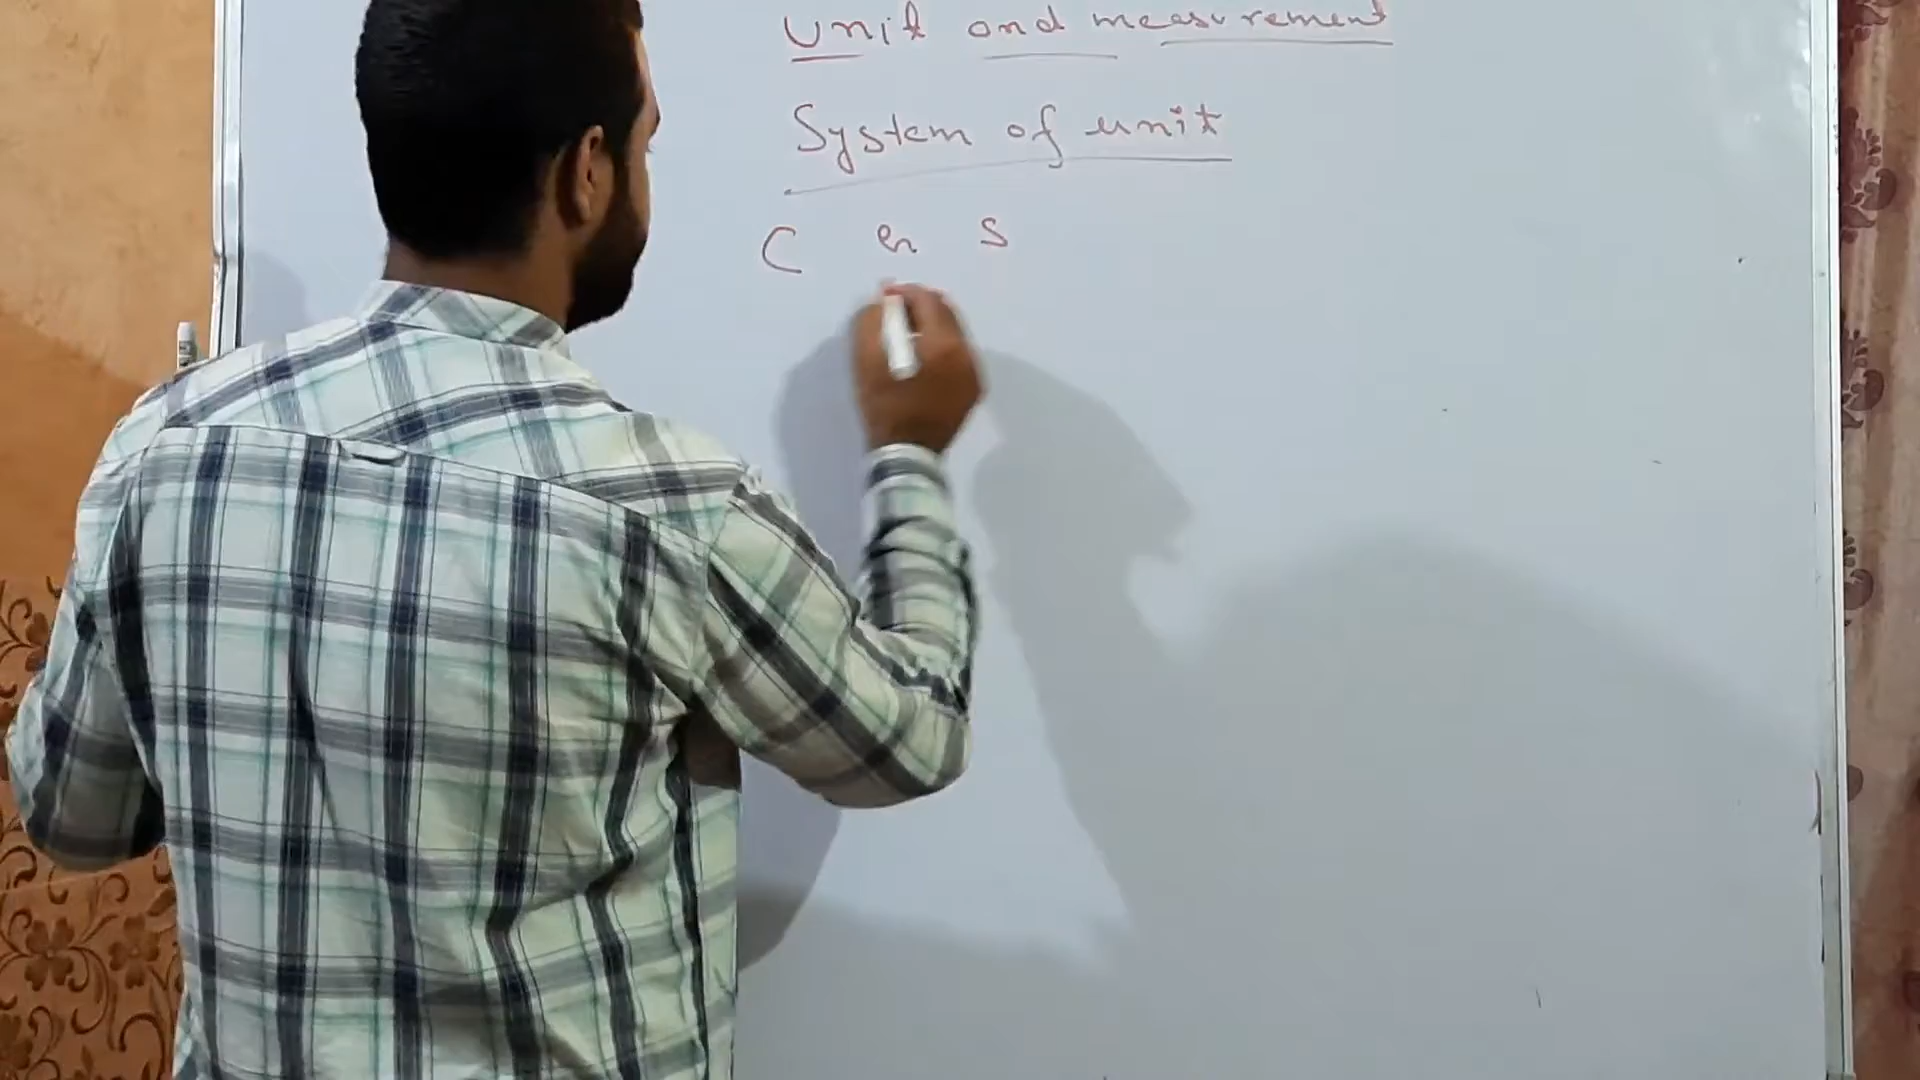 Unit and measurement
System of unit
C G S